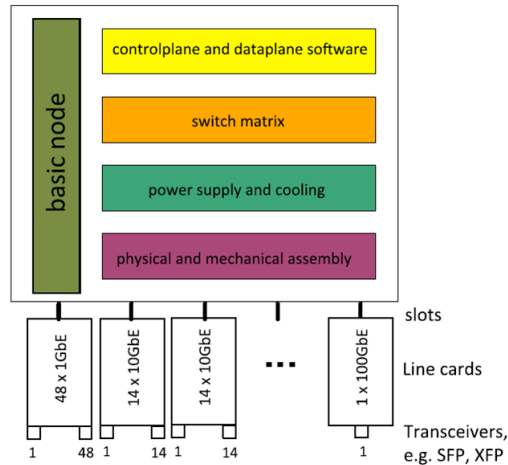 basic node
controlplane and dataplane software
switch matrix
power supply and cooling
physical and mechanical assembly
slots
48 x 1GbE
14 x 10GbE
14 x 10GbE
...
1 x 100GbE
Line cards
1 48 1 14 1 14 1
Transceivers,
e.g. SFP, XFP